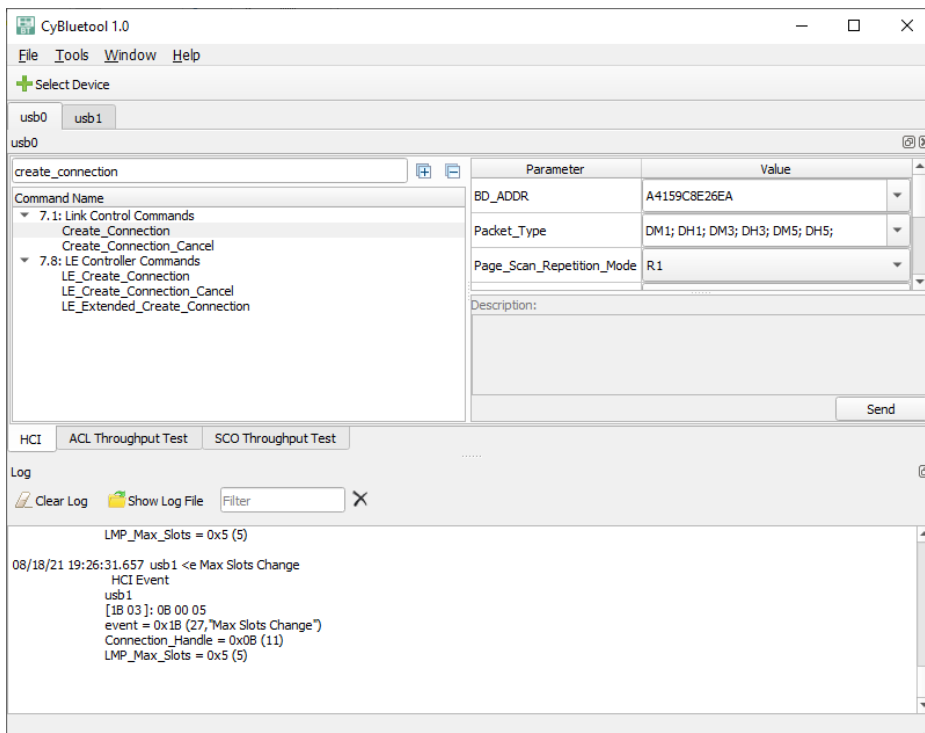 CyBluetool 1.0
File Tools Window Help
Select Device
usb0 usb1
usb0
create_connection
Command Name
7.1: Link Control Commands
Create_Connection
Create_Connection_Cancel
7.8: LE Controller Commands
LE_Create_Connection
LE_Create_Connection_Cancel
LE_Extended_Create_Connection
Parameter Value
BD_ADDR A4159C8E26EA
Packet_Type DM1; DH1; DM3; DH3; DM5; DH5;
Page_Scan_Repetition_Mode R1
Description:
Send
HCI ACL Throughput Test SCO Throughput Test
Log
Clear Log Show Log File Filter
LMP_Max_Slots = 0x5 (5)
08/18/21 19:26:31.657 usb1 <e Max Slots Change
HCI Event
usb1
[1B 03 ]: 0B 00 05
event = 0x1B (27,"Max Slots Change")
Connection_Handle = 0x0B (11)
LMP_Max_Slots = 0x5 (5)